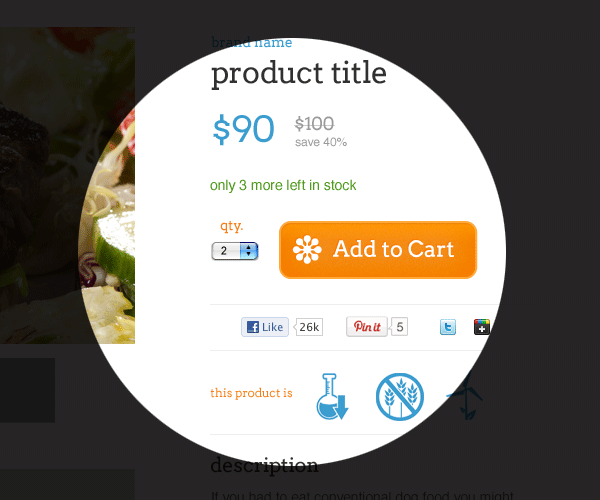 brand name
product title
$90 $100
save 40%
only 3 more left in stock
qty.
2 Add to Cart
Like 26k Pin it 5
this product is
description
If you had to eat conventional dog food you might